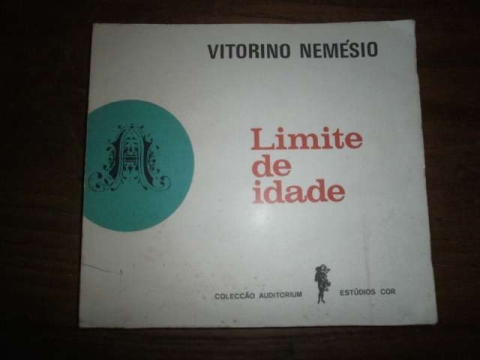 VITORINO NEMÉSIO
A
Limite
de
idade
COLECÇÃO AUDITORIUM
ESTÚDIOS COR